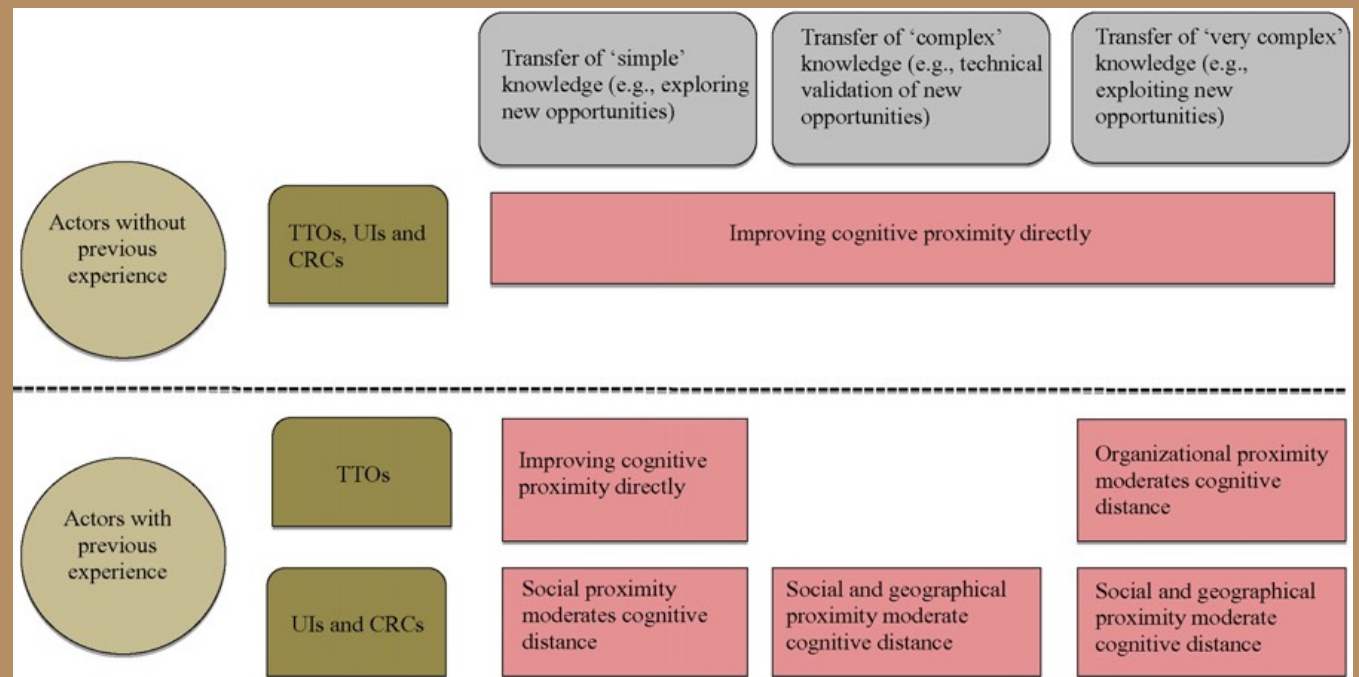 Transfer of ‘simple’
knowledge (e.g., exploring
new opportunities)
Transfer of ‘complex’
knowledge (e.g., technical
validation of new
opportunities)
Transfer of ‘very complex’
knowledge (e.g.,
exploiting new
opportunities)
Actors without
previous
experience
TTOs, UIs and
CRCs
Improving cognitive proximity directly
Actors with
previous
experience
TTOs
Improving cognitive
proximity directly
Organizational proximity
moderates cognitive
distance
UIs and CRCs
Social proximity
moderates cognitive
distance
Social and geographical
proximity moderate
cognitive distance
Social and geographical
proximity moderate
cognitive distance